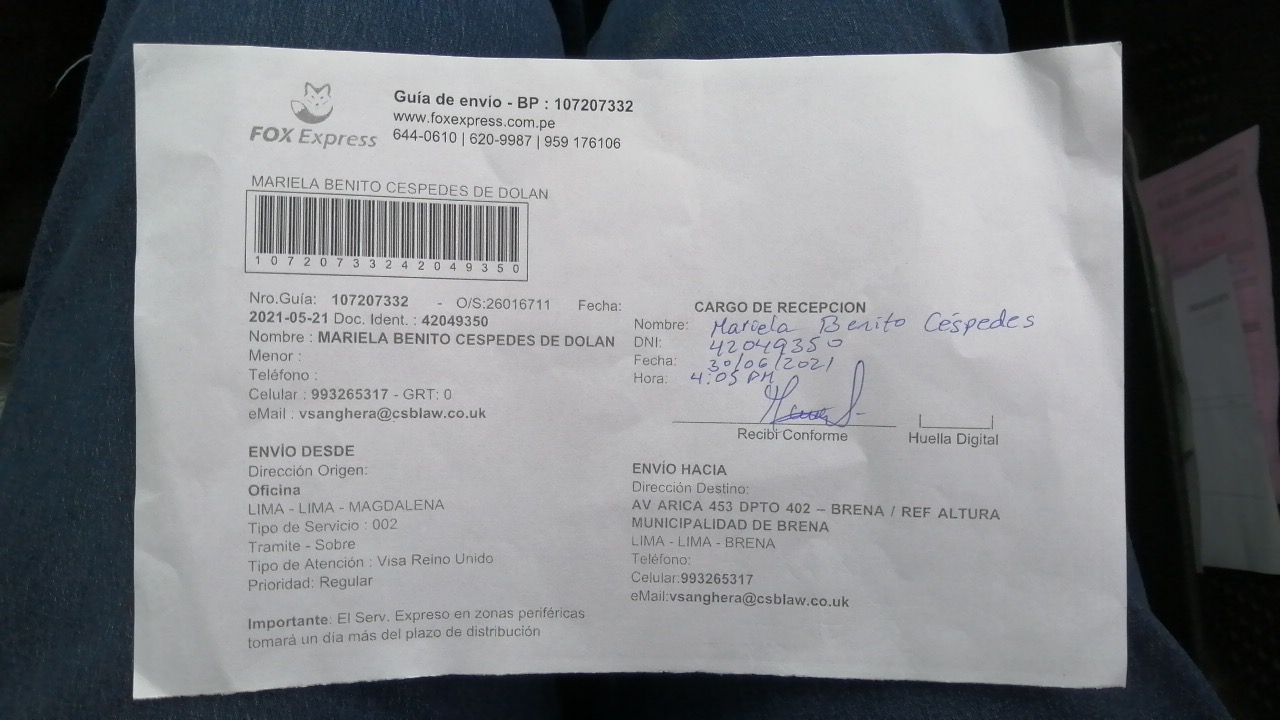 FOX Express
Guía de envío - BP : 107207332
www.foxexpress.com.pe
644-0610 | 620-9987 | 959 176106
MARIELA BENITO CESPEDES DE DOLAN
10720733242049350
Nro.Guía: 107207332 - O/S:26016711 Fecha:
2021-05-21 Doc. Ident. : 42049350
Nombre : MARIELA BENITO CESPEDES DE DOLAN
Menor :
Teléfono :
Celular : 993265317 - GRT: 0
eMail : vsanghera@csblaw.co.uk
CARGO DE RECEPCION
Nombre: Mariela Benito Céspedes
DNI: 42049350
Fecha: 30/06/2021
Hora: 4:05 PM
Recibi Conforme
Huella Digital
ENVÍO DESDE
Dirección Origen:
Oficina
LIMA - LIMA - MAGDALENA
Tipo de Servicio : 002
Tramite - Sobre
Tipo de Atención : Visa Reino Unido
Prioridad: Regular
ENVÍO HACIA
Dirección Destino:
AV ARICA 453 DPTO 402 – BRENA / REF ALTURA
MUNICIPALIDAD DE BRENA
LIMA - LIMA - BRENA
Teléfono:
Celular:993265317
eMail:vsanghera@csblaw.co.uk
Importante: El Serv. Expreso en zonas periféricas
tomará un día más del plazo de distribución